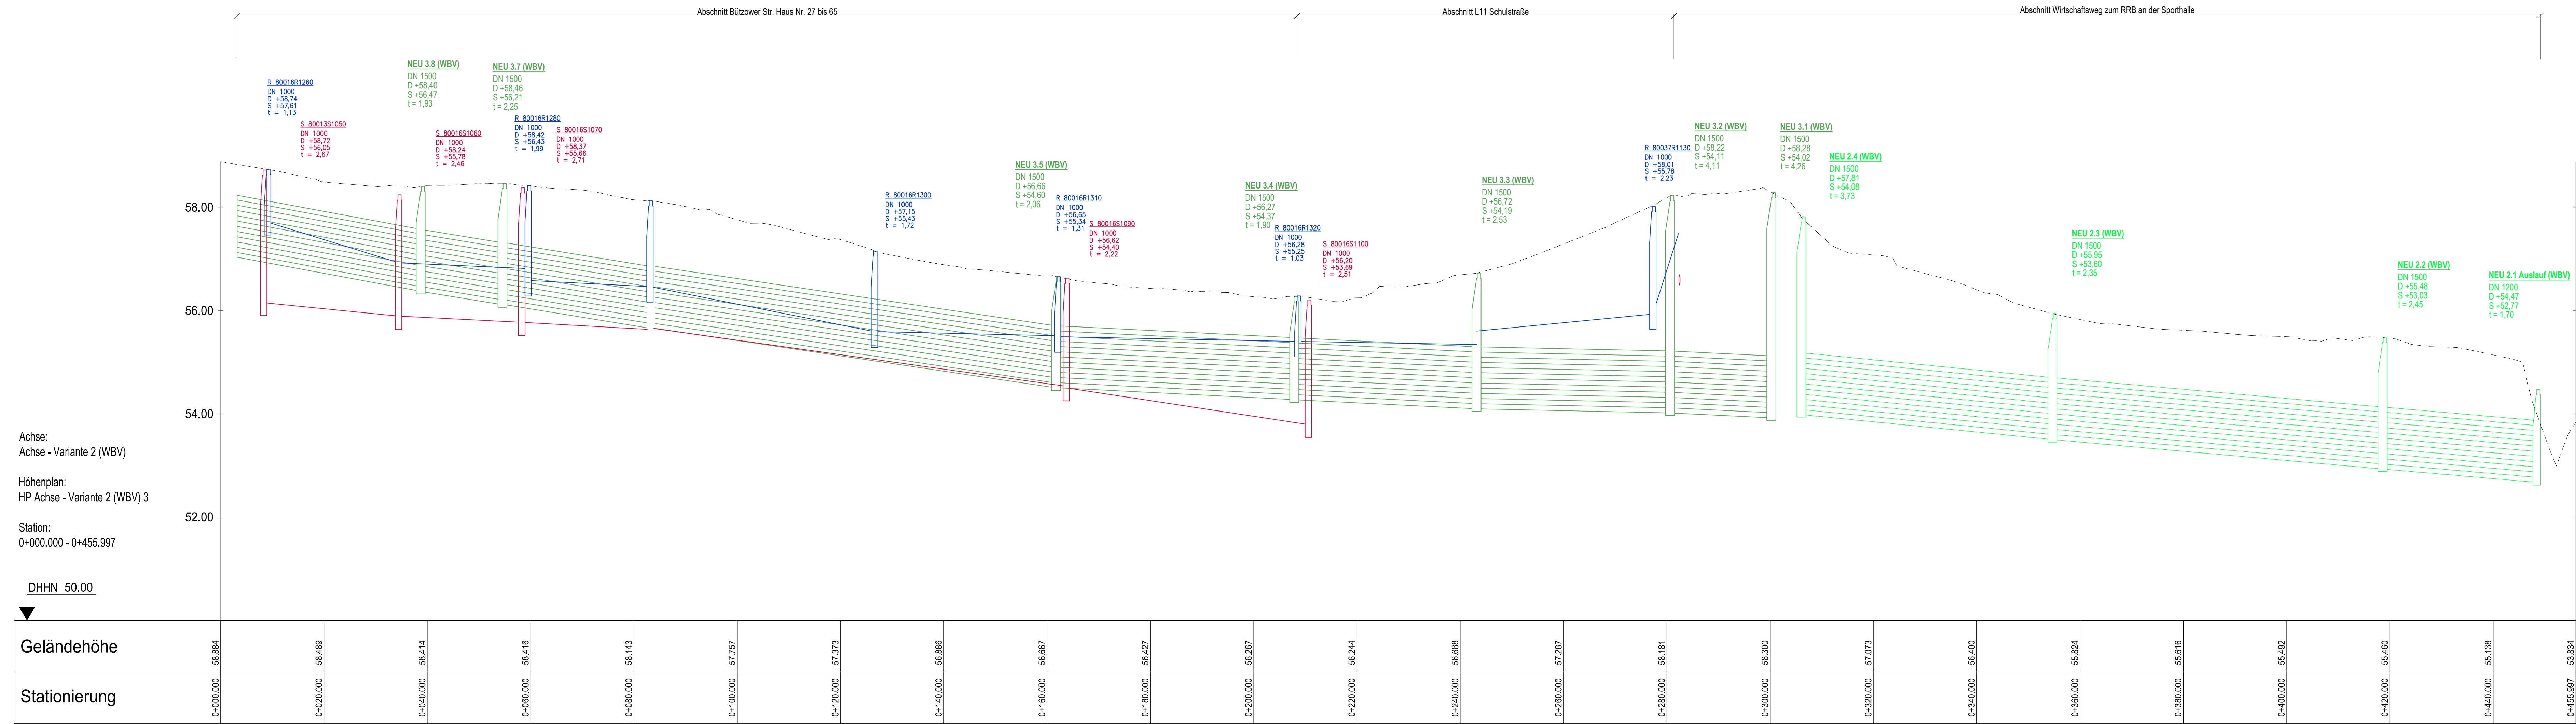 Abschnitt Bützower Str. Haus Nr. 27 bis 65
Abschnitt L11 Schulstraße
Abschnitt Wirtschaftsweg zum RRB an der Sporthalle
R 80016R1260
DN 1000
D +58,74
S +57,61
t = 1,13
S 80013S1050
DN 1000
D +58,72
S +56,05
t = 2,67
NEU 3.8 (WBV)
DN 1500
D +58,40
S +56,47
t = 1,93
S 80016S1060
DN 1000
D +58,24
S +55,78
t = 2,46
NEU 3.7 (WBV)
DN 1500
D +58,46
S +56,21
t = 2,25
R 80016R1280
DN 1000
D +58,42
S +56,43
t = 1,99
S 80016S1070
DN 1000
D +58,37
S +55,66
t = 2,71
R 80016R1300
DN 1000
D +57,15
S +55,43
t = 1,72
NEU 3.5 (WBV)
DN 1500
D +56,66
S +54,60
t = 2,06
R 80016R1310
DN 1000
D +56,65
S +55,34
t = 1,31
S 80016S1090
DN 1000
D +56,62
S +54,40
t = 2,22
NEU 3.4 (WBV)
DN 1500
D +56,27
S +54,37
t = 1,90
R 80016R1320
DN 1000
D +56,28
S +55,25
t = 1,03
S 80016S1100
DN 1000
D +56,20
S +53,69
t = 2,51
NEU 3.3 (WBV)
DN 1500
D +56,72
S +54,19
t = 2,53
R 80037R1130
DN 1000
D +58,01
S +55,78
t = 2,23
NEU 3.2 (WBV)
DN 1500
D +58,22
S +54,11
t = 4,11
NEU 3.1 (WBV)
DN 1500
D +58,28
S +54,02
t = 4,26
NEU 2.4 (WBV)
DN 1500
D +57,81
S +54,08
t = 3,73
NEU 2.3 (WBV)
DN 1500
D +55,95
S +53,60
t = 2,35
NEU 2.2 (WBV)
DN 1500
D +55,48
S +53,03
t = 2,45
NEU 2.1 Auslauf (WBV)
DN 1200
D +54,47
S +52,77
t = 1,70
58.00
56.00
54.00
52.00
Achse:
Achse - Variante 2 (WBV)
Höhenplan:
HP Achse - Variante 2 (WBV) 3
Station:
0+000.000 - 0+455.997
DHHN 50.00
Geländehöhe 58.884 58.489 58.414 58.416 58.143 57.757 57.373 56.886 56.667 56.427 56.267 56.244 56.688 57.287 58.181 58.300 57.073 56.400 55.824 55.616 55.492 55.460 55.138 53.834
Stationierung 0+000.000 0+020.000 0+040.000 0+060.000 0+080.000 0+100.000 0+120.000 0+140.000 0+160.000 0+180.000 0+200.000 0+220.000 0+240.000 0+260.000 0+280.000 0+300.000 0+320.000 0+340.000 0+360.000 0+380.000 0+400.000 0+420.000 0+440.000 0+455.997